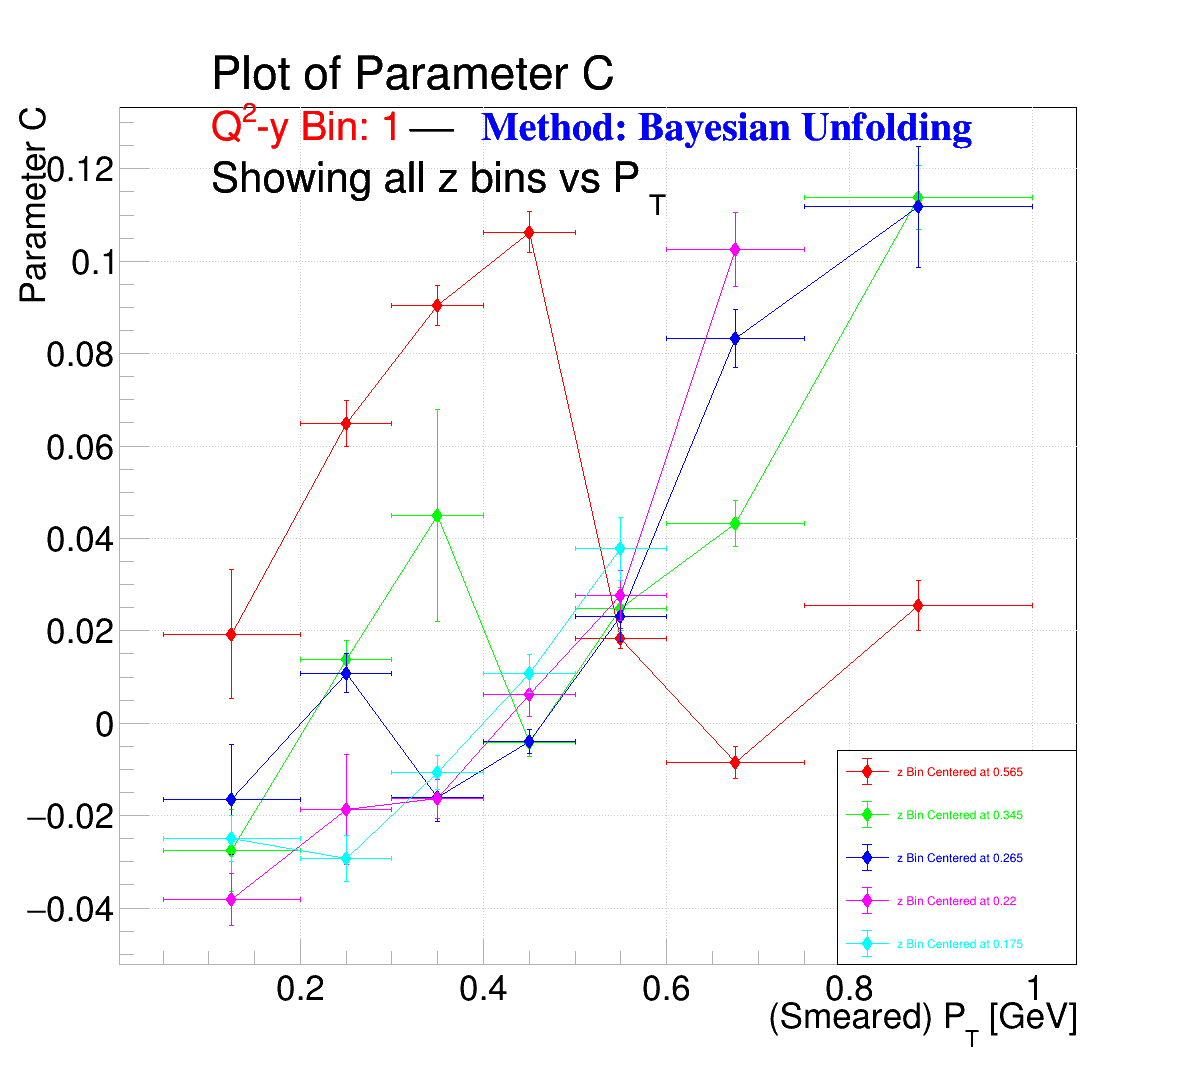 Plot of Parameter C
Q²-y Bin: 1 — Method: Bayesian Unfolding
Showing all z bins vs P_T
Parameter C
0.12
0.1
0.08
0.06
0.04
0.02
0
−0.02
−0.04
z Bin Centered at 0.565
z Bin Centered at 0.345
z Bin Centered at 0.265
z Bin Centered at 0.22
z Bin Centered at 0.175
0.2 0.4 0.6 0.8 1
(Smeared) P_T [GeV]